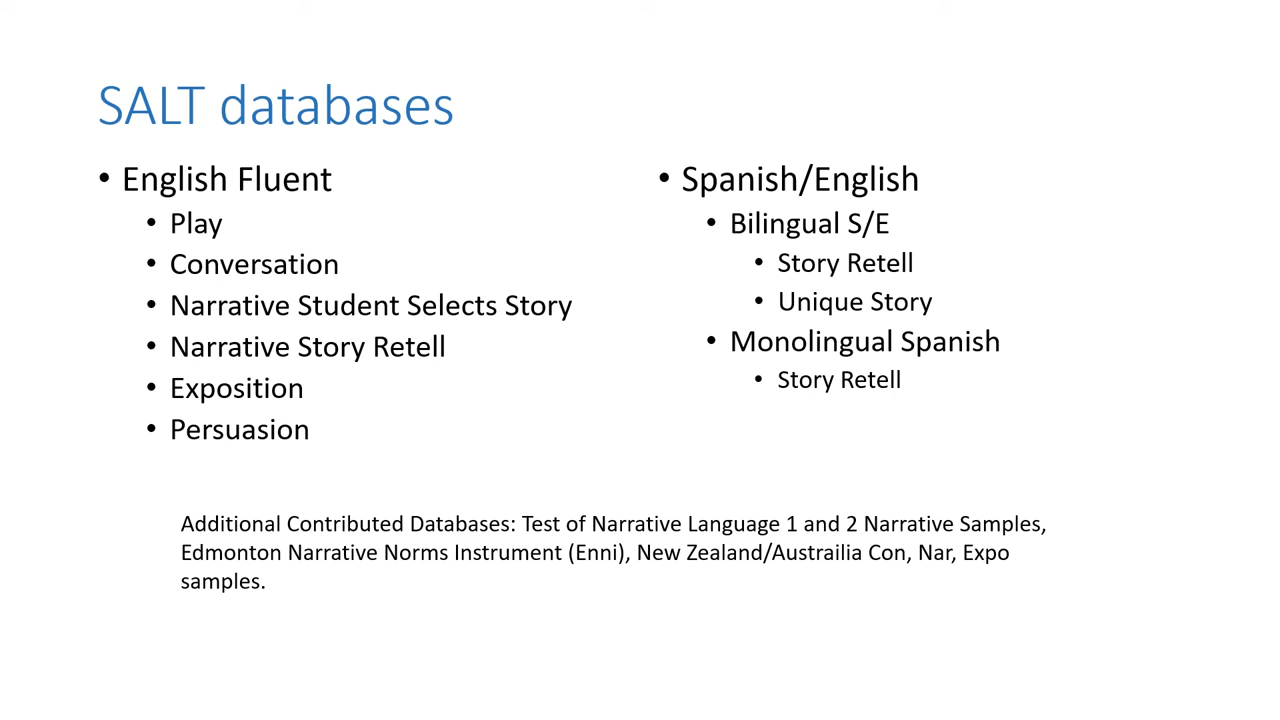 SALT databases
• English Fluent
• Play
• Conversation
• Narrative Student Selects Story
• Narrative Story Retell
• Exposition
• Persuasion
• Spanish/English
• Bilingual S/E
• Story Retell
• Unique Story
• Monolingual Spanish
• Story Retell
Additional Contributed Databases: Test of Narrative Language 1 and 2 Narrative Samples,
Edmonton Narrative Norms Instrument (Enni), New Zealand/Austrailia Con, Nar, Expo
samples.